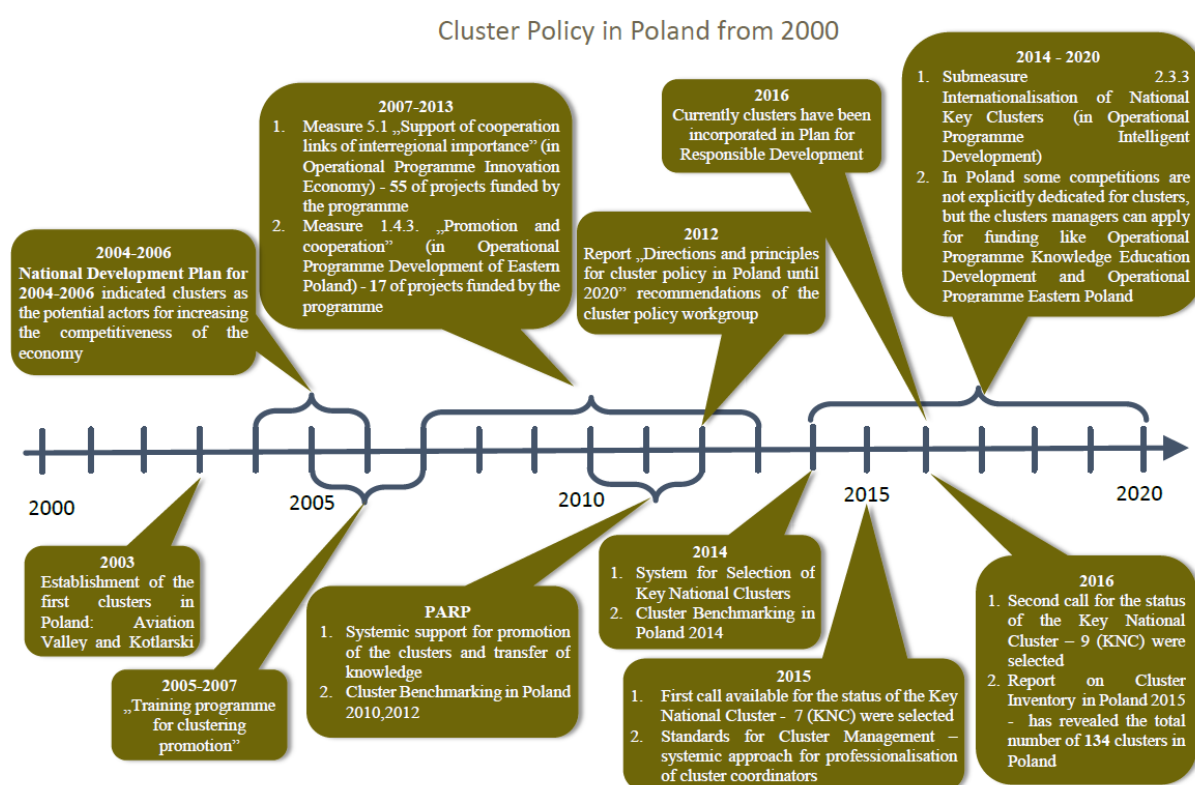 Cluster Policy in Poland from 2000
2004-2006
National Development Plan for
2004-2006 indicated clusters as
the potential actors for increasing
the competitiveness of the
economy
2007-2013
1. Measure 5.1 „Support of cooperation
links of interregional importance” (in
Operational Programme Innovation
Economy) - 55 of projects funded by
the programme
2. Measure 1.4.3. „Promotion and
cooperation” (in Operational
Programme Development of Eastern
Poland) - 17 of projects funded by the
programme
2012
Report „Directions and principles
for cluster policy in Poland until
2020” recommendations of the
cluster policy workgroup
2016
Currently clusters have been
incorporated in Plan for
Responsible Development
2014 - 2020
1. Submeasure 2.3.3
Internationalisation of National
Key Clusters (in Operational
Programme Intelligent
Development)
2. In Poland some competitions are
not explicitly dedicated for clusters,
but the clusters managers can apply
for funding like Operational
Programme Knowledge Education
Development and Operational
Programme Eastern Poland
2000
2005
2010
2015
2020
2003
Establishment of the
first clusters in
Poland: Aviation
Valley and Kotlarski
2005-2007
„Training programme
for clustering
promotion”
PARP
1. Systemic support for promotion
of the clusters and transfer of
knowledge
2. Cluster Benchmarking in Poland
2010,2012
2014
1. System for Selection of
Key National Clusters
2. Cluster Benchmarking in
Poland 2014
2015
1. First call available for the status of the Key
National Cluster - 7 (KNC) were selected
2. Standards for Cluster Management –
systemic approach for professionalisation
of cluster coordinators
2016
1. Second call for the status
of the Key National
Cluster – 9 (KNC) were
selected
2. Report on Cluster
Inventory in Poland 2015
- has revealed the total
number of 134 clusters in
Poland